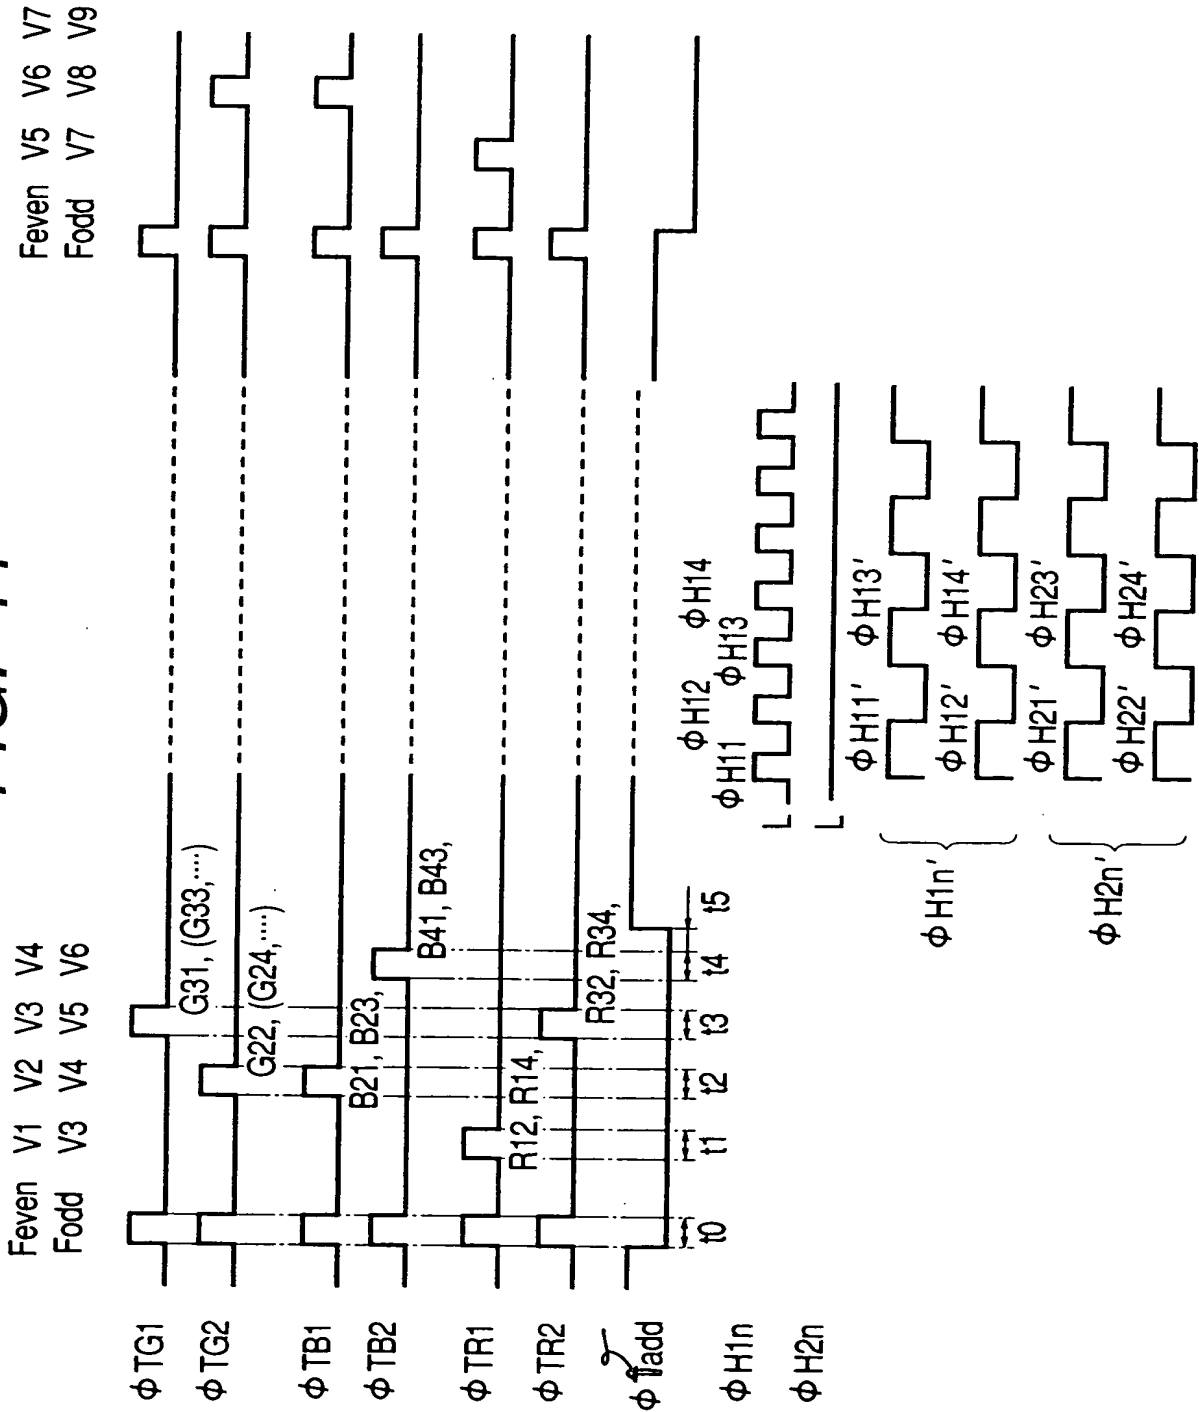 Feven V1 V2 V3 V4
Fodd V3 V4 V5 V6
Feven V5 V6 V7
Fodd V7 V8 V9
φTG1
G31, (G33,....)
φTG2
G22, (G24,....)
φTB1
B21, B23,
φTB2
B41, B43,
φTR1
R12, R14,
φTR2
R32, R34,
t0 t1 t2 t3 t4 t5
φH1n
L
φH11 φH12 φH13 φH14
φH2n
L
φH1n'
φH11' φH13'
φH12' φH14'
φH2n'
φH21' φH23'
φH22' φH24'